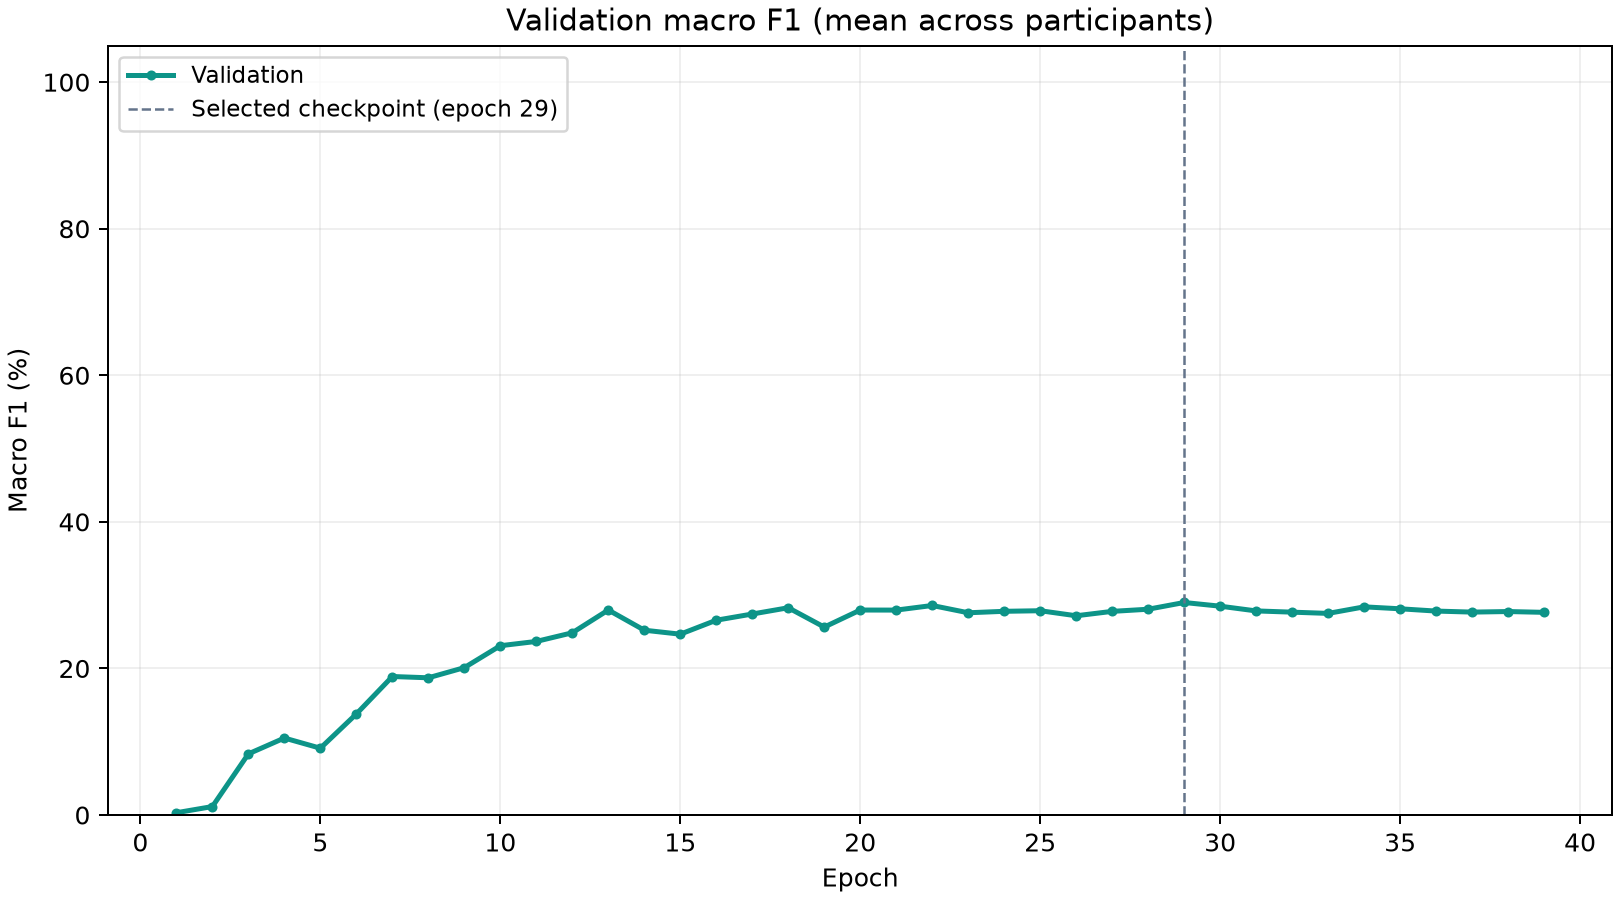 Validation macro F1 (mean across participants)
Validation
Selected checkpoint (epoch 29)
Macro F1 (%)
100
80
60
40
20
0
0 5 10 15 20 25 30 35 40
Epoch